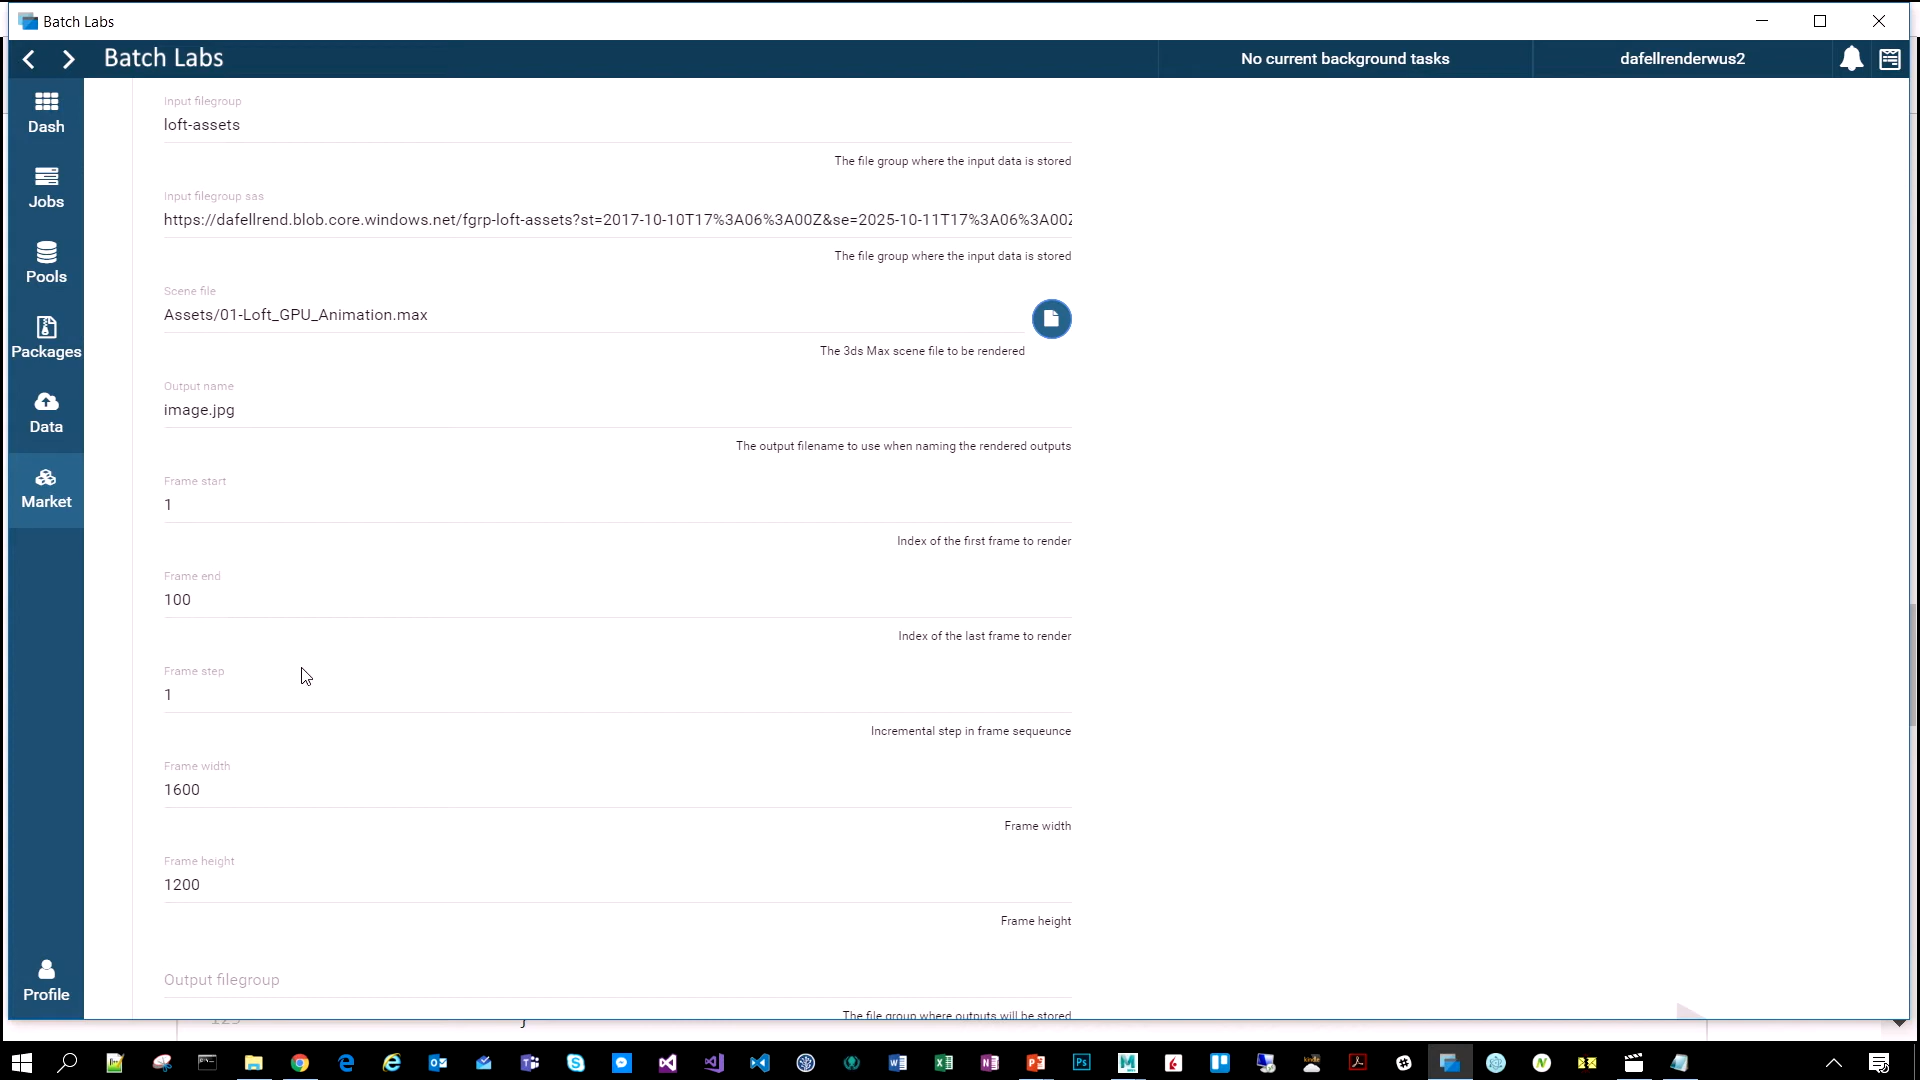 Batch Labs
Batch Labs
No current background tasks
dafellrenderwus2
Dash
Jobs
Pools
Packages
Data
Market
Profile
Input filegroup
loft-assets
The file group where the input data is stored
Input filegroup sas
https://dafellrend.blob.core.windows.net/fgrp-loft-assets?st=2017-10-10T17%3A06%3A00Z&se=2025-10-11T17%3A06%3A00Z
The file group where the input data is stored
Scene file
Assets/01-Loft_GPU_Animation.max
The 3ds Max scene file to be rendered
Output name
image.jpg
The output filename to use when naming the rendered outputs
Frame start
1
Index of the first frame to render
Frame end
100
Index of the last frame to render
Frame step
1
Incremental step in frame sequeunce
Frame width
1600
Frame width
Frame height
1200
Frame height
Output filegroup
The file group where outputs will be stored
}